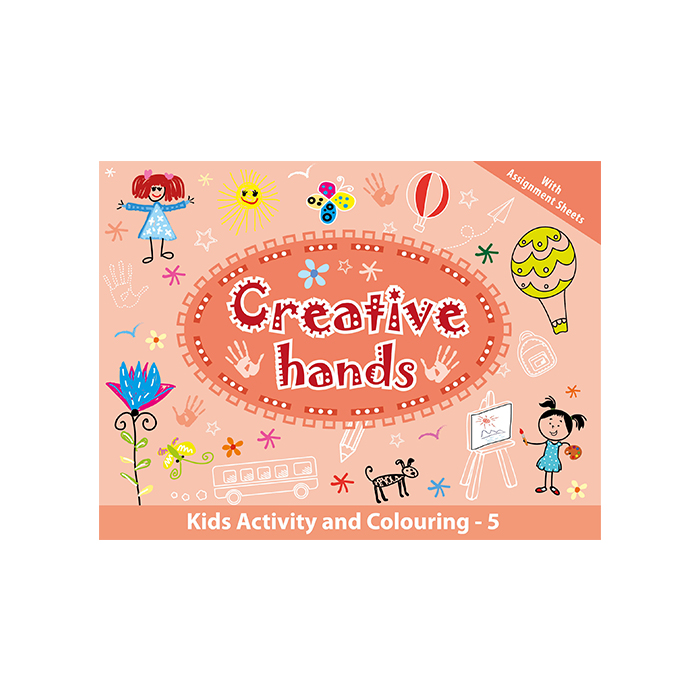 With
Assignment Sheets
Creative
hands
Kids Activity and Colouring - 5